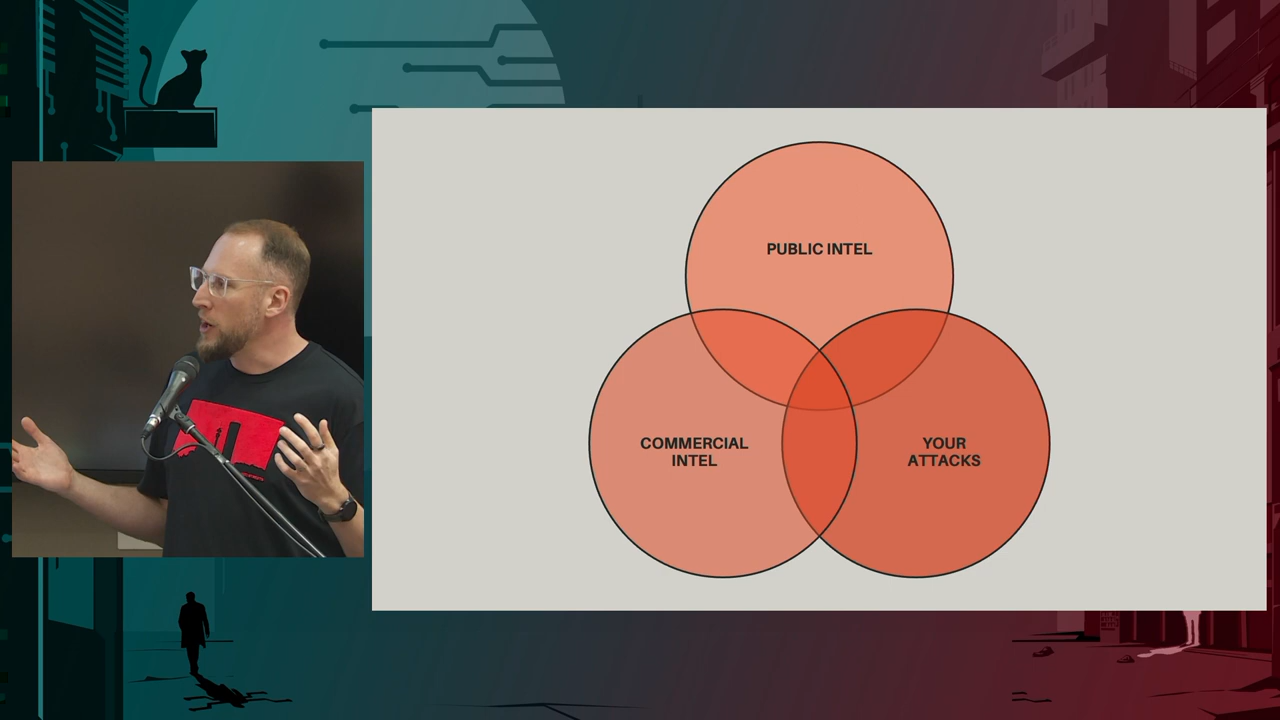 PUBLIC INTEL
COMMERCIAL
INTEL
YOUR
ATTACKS